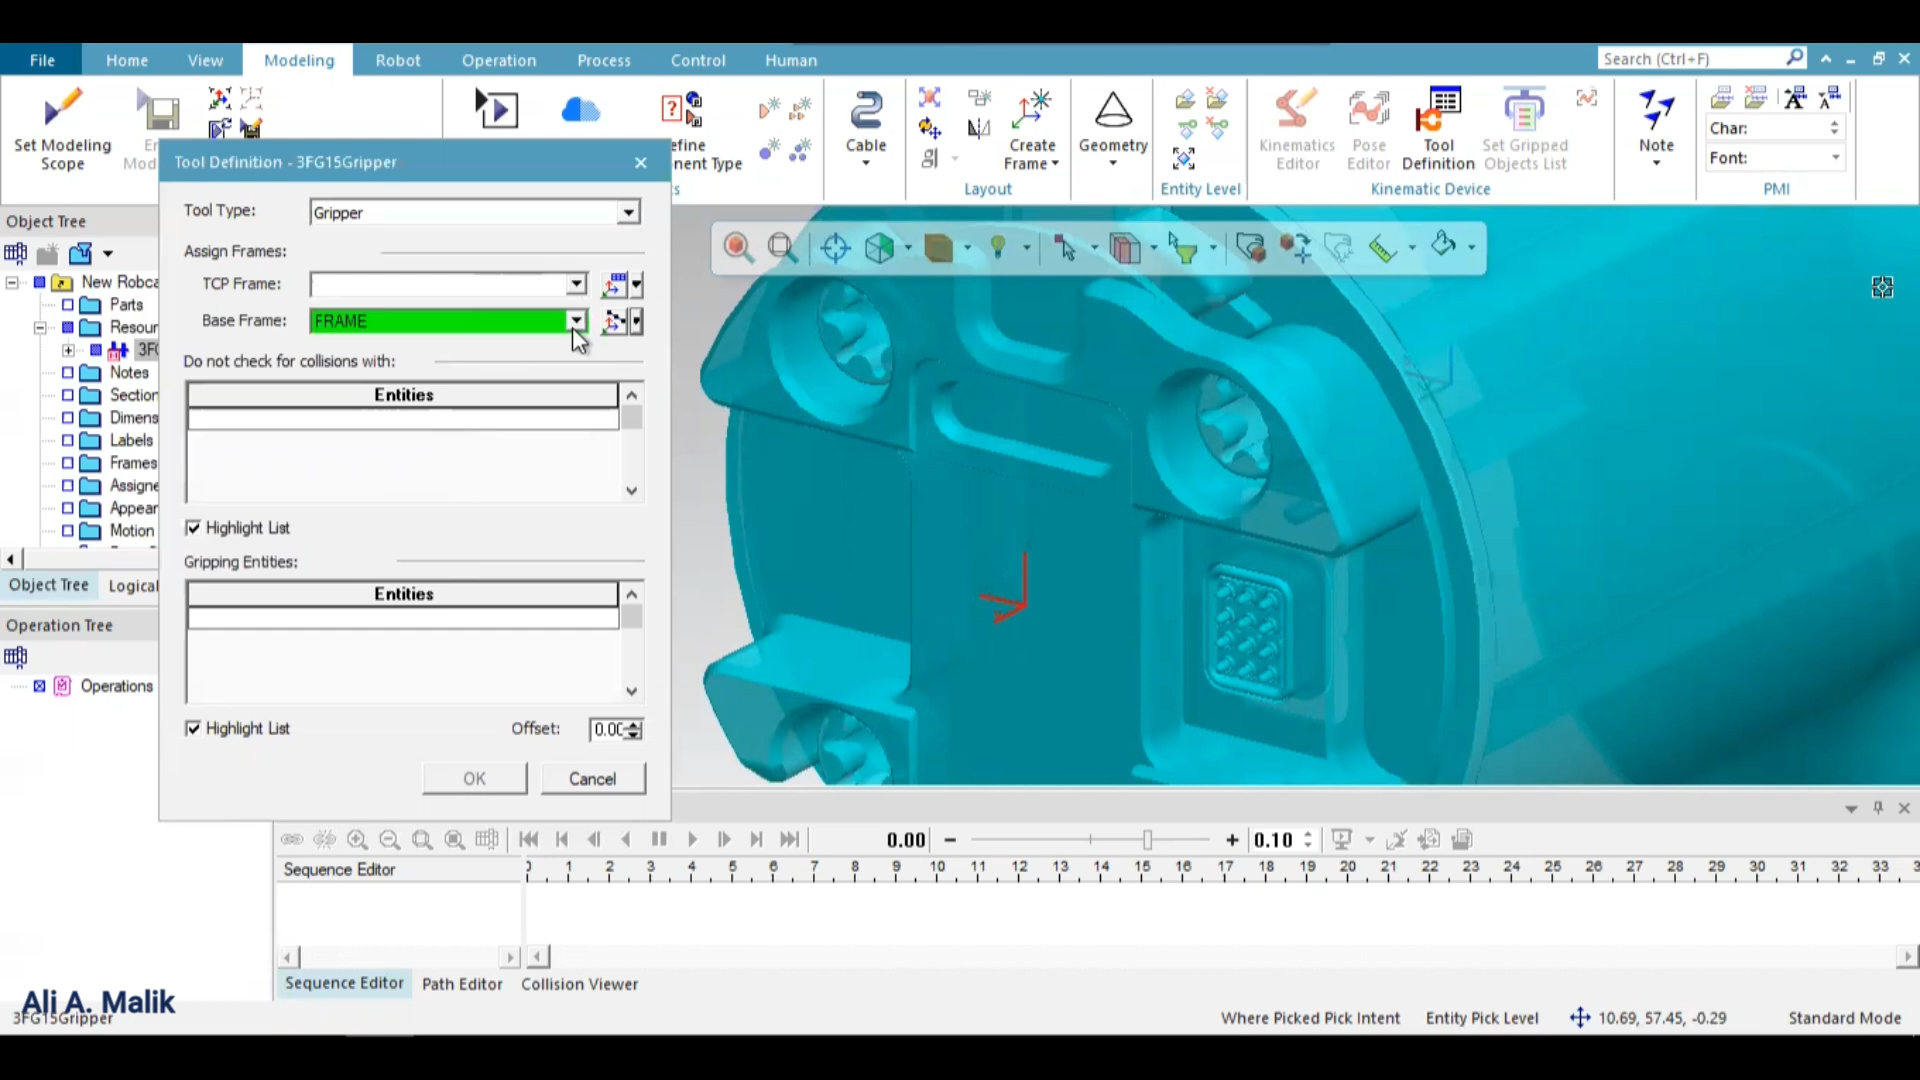 File Home View Modeling Robot Operation Process Control Human Search (Ctrl+F)
Set Modeling Scope
Cable
Create Frame
Geometry
Kinematics Editor
Pose Editor
Tool Definition
Set Gripped Objects List
Note
Char:
Font:
Layout Entity Level Kinematic Device PMI
Tool Definition - 3FG15Gripper
Tool Type: Gripper
Assign Frames:
TCP Frame:
Base Frame: FRAME
Do not check for collisions with:
Entities
Highlight List
Gripping Entities:
Entities
Highlight List Offset: 0.00
OK Cancel
Object Tree
New Robca
Parts
Resour
3FG
Notes
Section
Dimens
Labels
Frames
Assigne
Appear
Motion
Object Tree Logical
Operation Tree
Operations
0.00 0.10
Sequence Editor 0 1 2 3 4 5 6 7 8 9 10 11 12 13 14 15 16 17 18 19 20 21 22 23 24 25 26 27 28 29 30 31 32 33
Sequence Editor Path Editor Collision Viewer
Ali A. Malik
3FG15Gripper Where Picked Pick Intent Entity Pick Level 10.69, 57.45, -0.29 Standard Mode